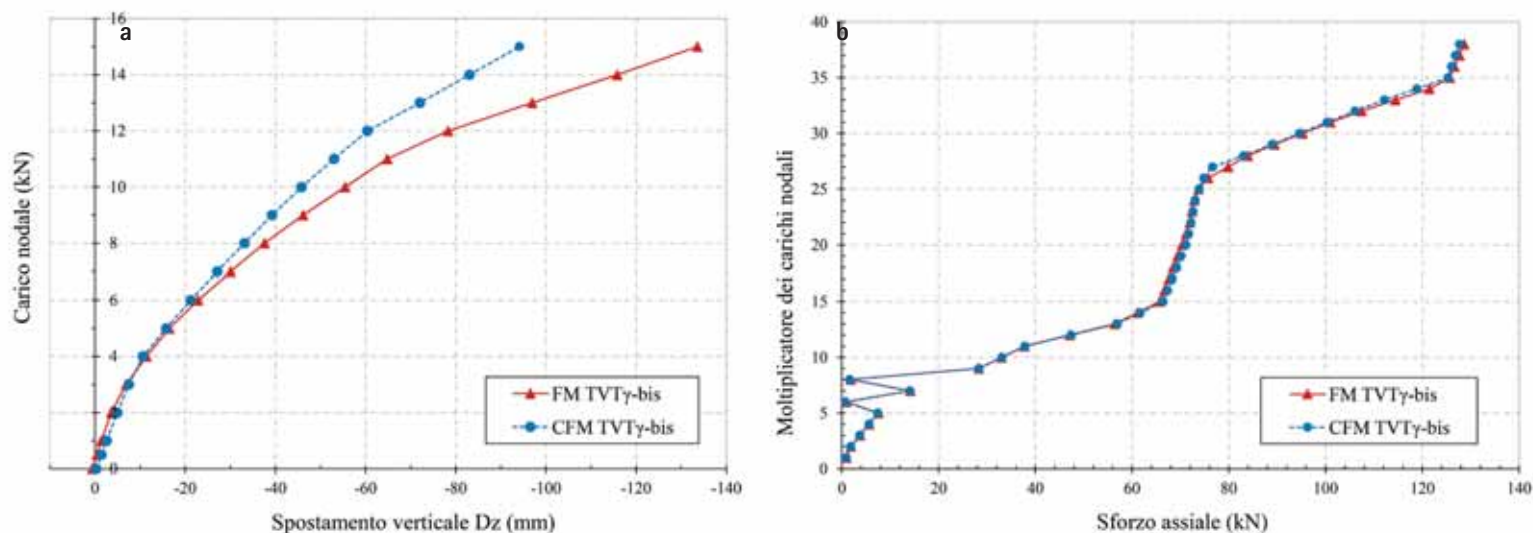 a
16
14
12
10
8
6
4
2
0
Carico nodale (kN)
0 -20 -40 -60 -80 -100 -120 -140
Spostamento verticale Dz (mm)
FM TVTγ-bis
CFM TVTγ-bis
b
40
35
30
25
20
15
10
5
0
Moltiplicatore dei carichi nodali
0 20 40 60 80 100 120 140
Sforzo assiale (kN)
FM TVTγ-bis
CFM TVTγ-bis